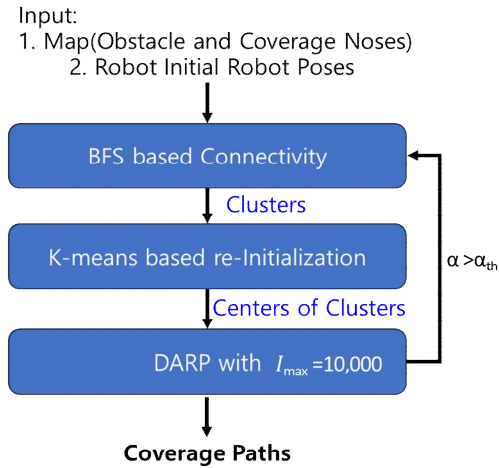 Input:
1. Map(Obstacle and Coverage Noses)
2. Robot Initial Robot Poses
BFS based Connectivity
Clusters
K-means based re-Initialization
α >αth
Centers of Clusters
DARP with Imax =10,000
Coverage Paths